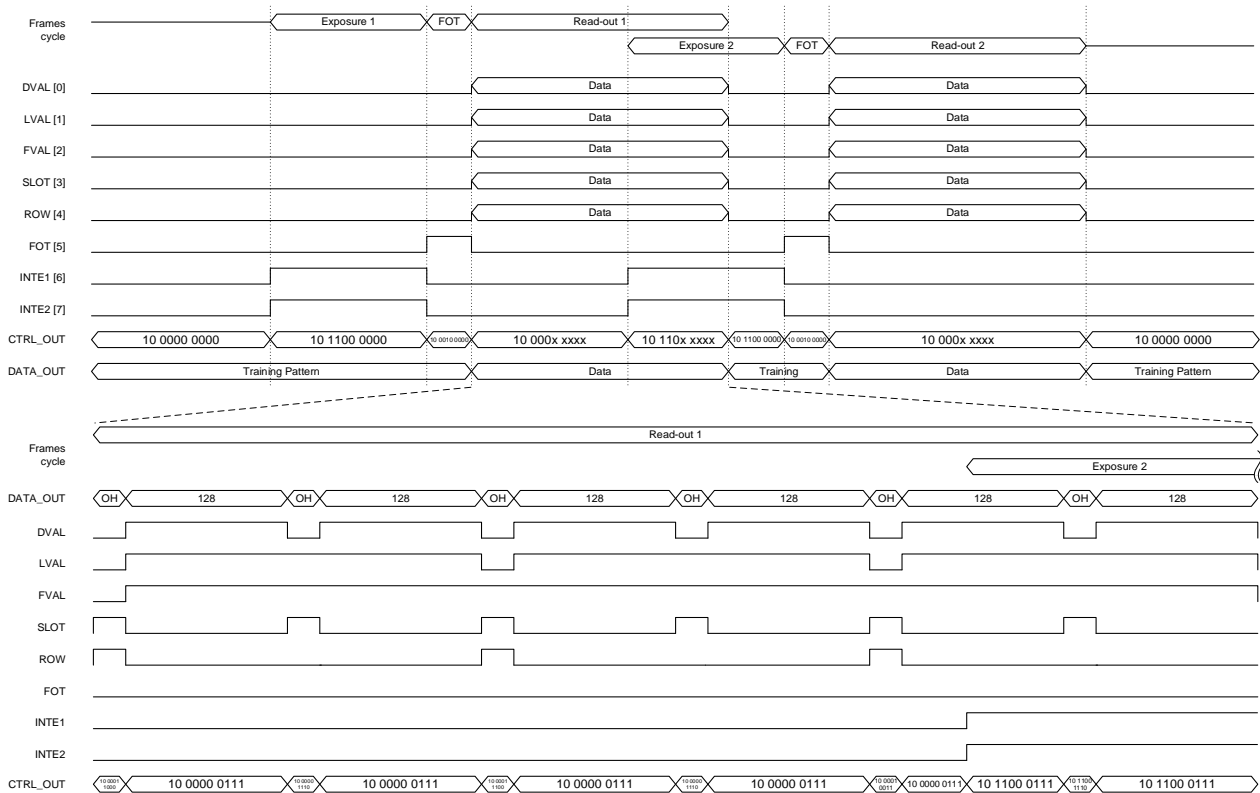 Frames cycle Exposure 1 FOT Read-out 1
Exposure 2 FOT Read-out 2
DVAL [0] Data Data
LVAL [1] Data Data
FVAL [2] Data Data
SLOT [3] Data Data
ROW [4] Data Data
FOT [5]
INTE1 [6]
INTE2 [7]
CTRL_OUT 10 0000 0000 10 1100 0000 10 0010 0000 10 000x xxxx 10 110x xxxx 10 1100 0000 10 0010 0000 10 000x xxxx 10 0000 0000
DATA_OUT Training Pattern Data Training Data Training Pattern
Read-out 1
Frames cycle
Exposure 2
DATA_OUT OH 128 OH 128 OH 128 OH 128 OH 128 OH 128
DVAL
LVAL
FVAL
SLOT
ROW
FOT
INTE1
INTE2
CTRL_OUT 10 0001 1000 10 0000 0111 10 0000 1110 10 0000 0111 10 0001 1100 10 0000 0111 10 0000 1110 10 0000 0111 10 0001 0011 10 0000 0111 10 1100 0111 10 1100 1110 10 1100 0111